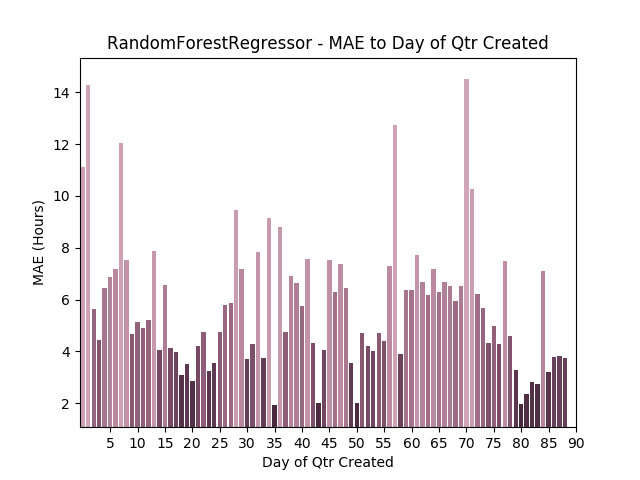 RandomForestRegressor - MAE to Day of Qtr Created
14
12
10
8
6
4
2
MAE (Hours)
5 10 15 20 25 30 35 40 45 50 55 60 65 70 75 80 85 90
Day of Qtr Created